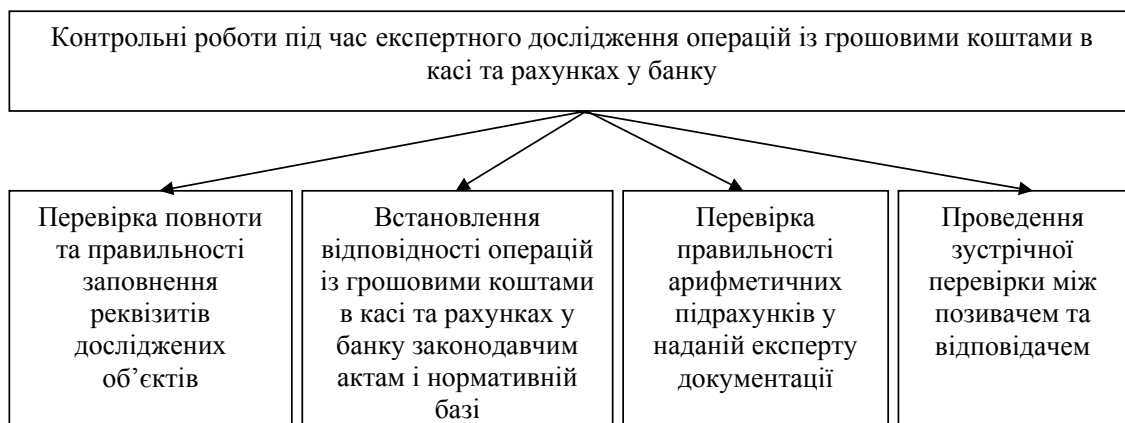 Контрольні роботи під час експертного дослідження операцій із грошовими коштами в
касі та рахунках у банку
Перевірка повноти
та правильності
заповнення
реквізитів
досліджених
об’єктів
Встановлення
відповідності операцій
із грошовими коштами
в касі та рахунках у
банку законодавчим
актам і нормативній
базі
Перевірка
правильності
арифметичних
підрахунків у
наданій експерту
документації
Проведення
зустрічної
перевірки між
позивачем та
відповідачем